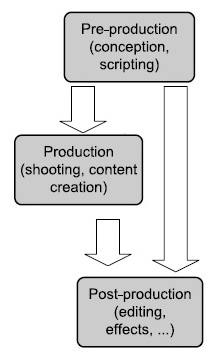 Pre-production
(conception,
scripting)
Production
(shooting, content
creation)
Post-production
(editing,
effects, ...)